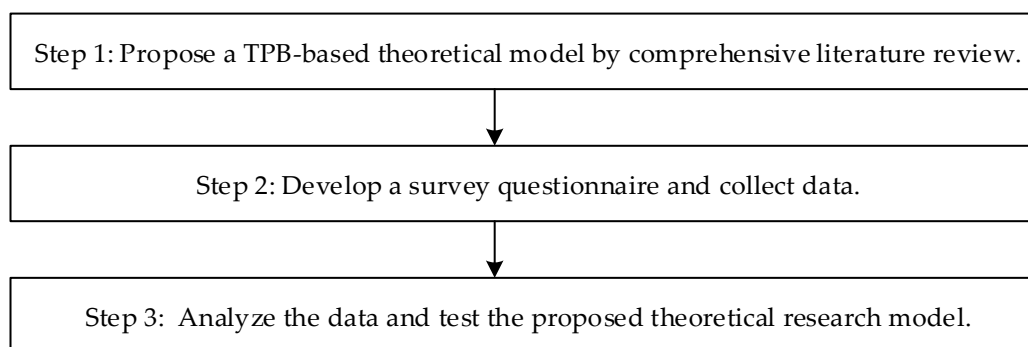 Step 1: Propose a TPB-based theoretical model by comprehensive literature review.
Step 2: Develop a survey questionnaire and collect data.
Step 3: Analyze the data and test the proposed theoretical research model.